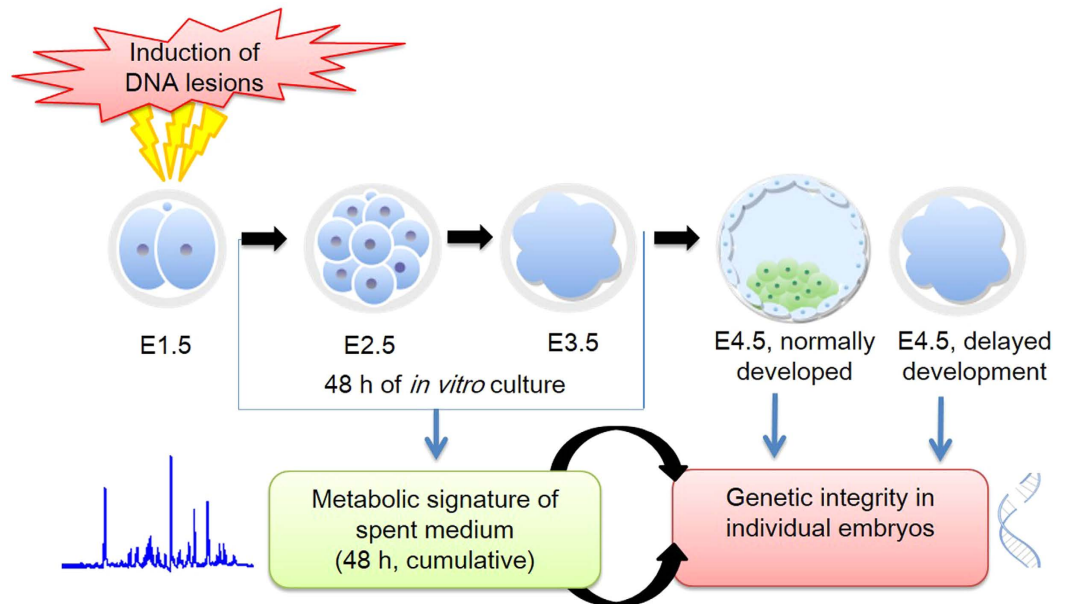 Induction of
DNA lesions
E1.5
E2.5
E3.5
E4.5, normally
developed
E4.5, delayed
development
48 h of in vitro culture
Metabolic signature of
spent medium
(48 h, cumulative)
Genetic integrity in
individual embryos